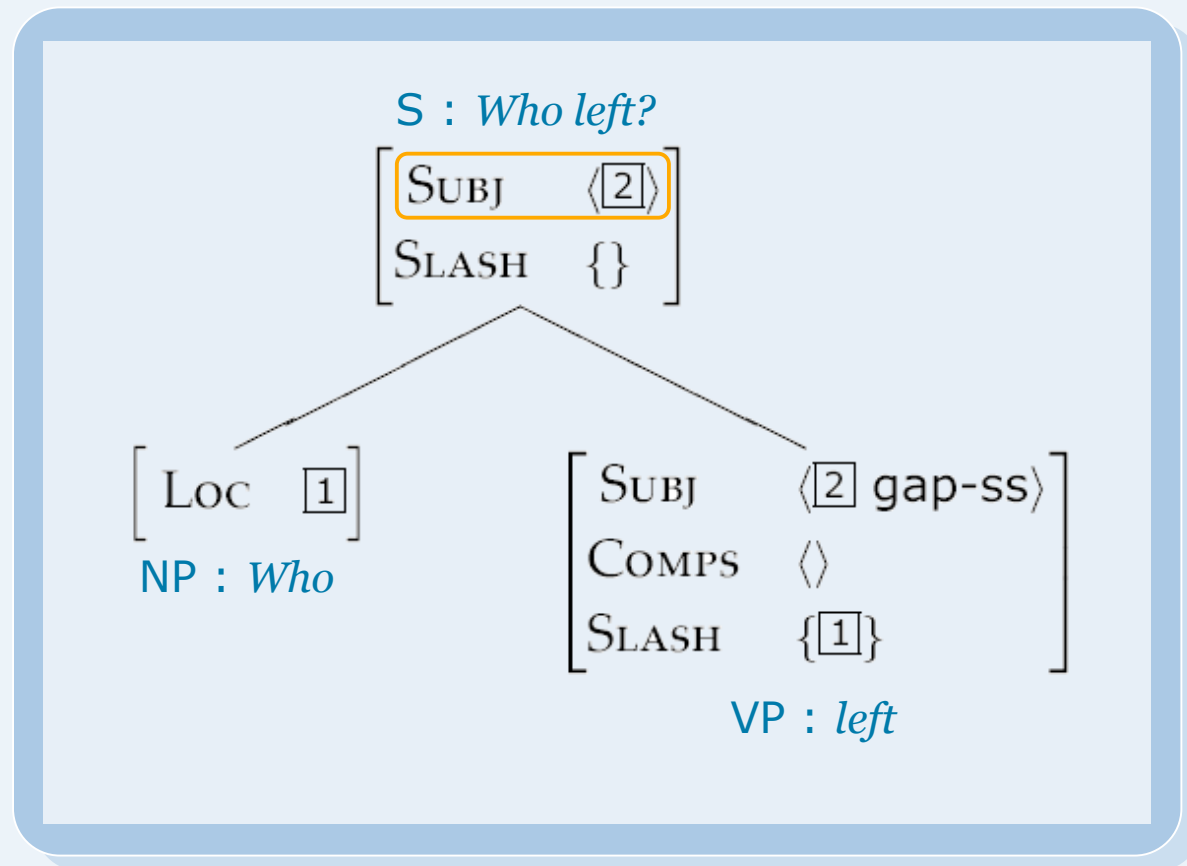 S : Who left?
SUBJ ⟨2⟩
SLASH {}
LOC 1
NP : Who
SUBJ ⟨2 gap-ss⟩
COMPS ⟨⟩
SLASH {1}
VP : left